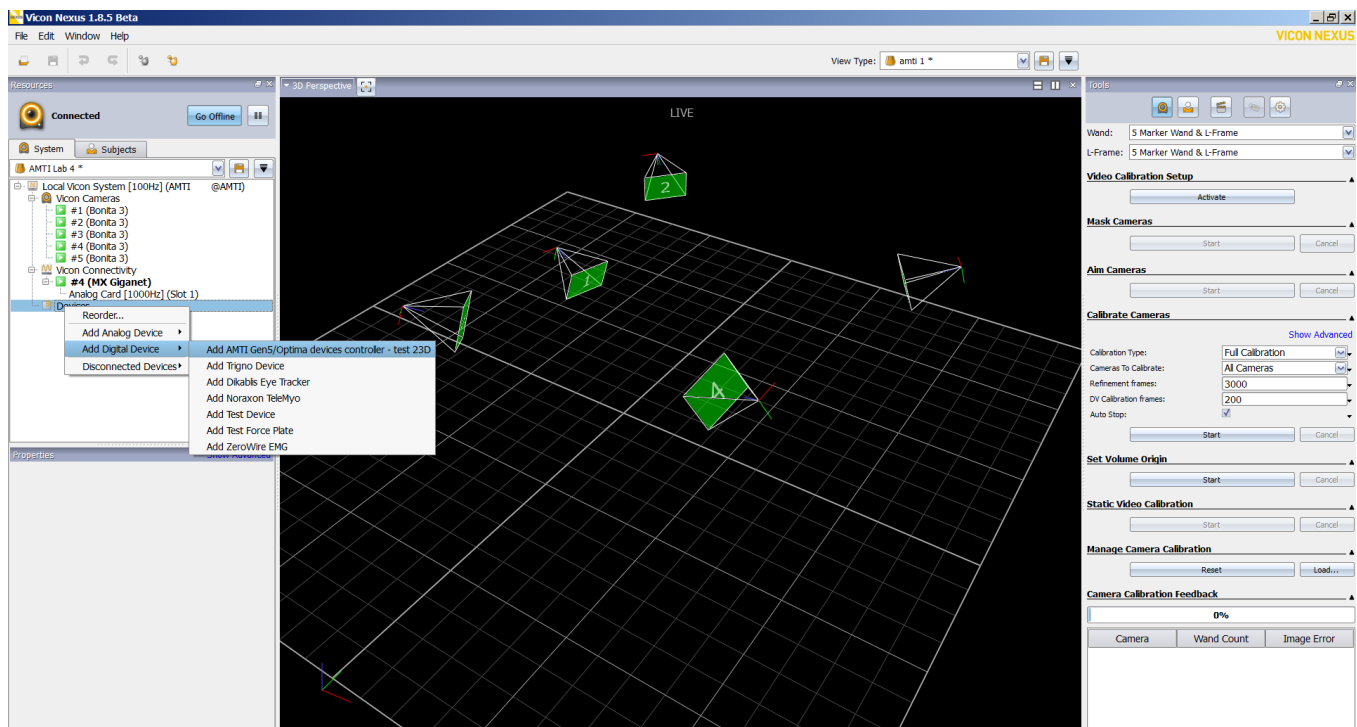 Vicon Nexus 1.8.5 Beta
File Edit Window Help
VICON NEXUS
View Type: amti 1 *
Resources
Connected
Go Offline
System Subjects
AMTI Lab 4 *
Local Vicon System [100Hz] (AMTI @AMTI)
Vicon Cameras
#1 (Bonita 3)
#2 (Bonita 3)
#3 (Bonita 3)
#4 (Bonita 3)
#5 (Bonita 3)
Vicon Connectivity
#4 (MX Giganet)
Analog Card [1000Hz] (Slot 1)
Devices
Reorder...
Add Analog Device
Add Digital Device
Disconnected Devices
Add AMTI Gen5/Optima devices controller - test 23D
Add Trigno Device
Add Dikablis Eye Tracker
Add Noraxon TeleMyo
Add Test Device
Add Test Force Plate
Add ZeroWire EMG
Properties
Show Advanced
3D Perspective
LIVE
2
1
4
Tools
Wand: 5 Marker Wand & L-Frame
L-Frame: 5 Marker Wand & L-Frame
Video Calibration Setup
Activate
Mask Cameras
Start Cancel
Aim Cameras
Start Cancel
Calibrate Cameras
Show Advanced
Calibration Type: Full Calibration
Cameras To Calibrate: All Cameras
Refinement frames: 3000
DV Calibration frames: 200
Auto Stop:
Start Cancel
Set Volume Origin
Start Cancel
Static Video Calibration
Start Cancel
Manage Camera Calibration
Reset Load...
Camera Calibration Feedback
0%
Camera Wand Count Image Error